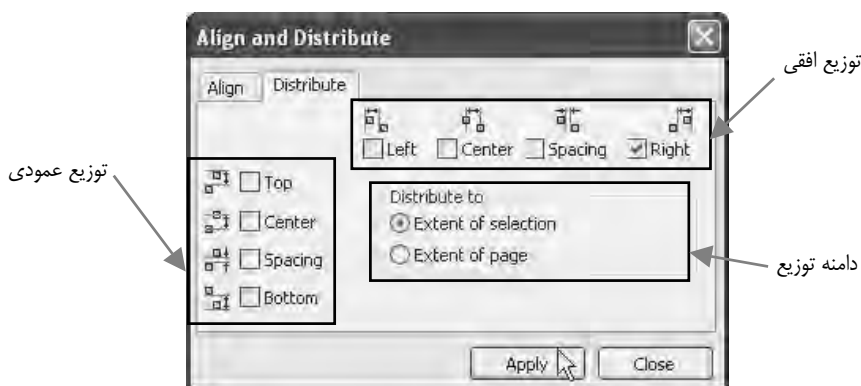 Align and Distribute
توزیع افقی
Align Distribute
Left Center Spacing Right
توزیع عمودی
Top
Center
Spacing
Bottom
Distribute to
Extent of selection
Extent of page
دامنه توزیع
Apply Close